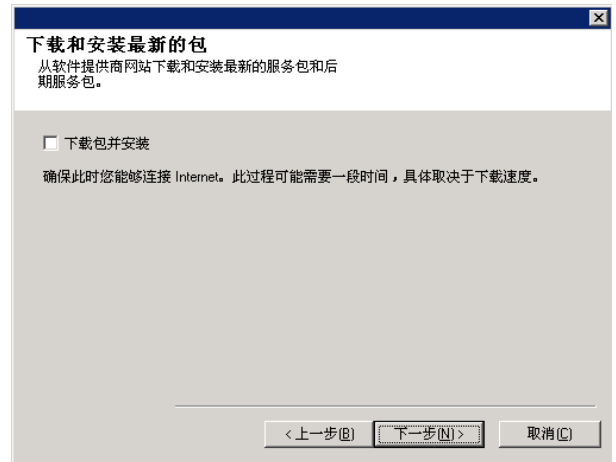 下载和安装最新的包
从软件提供商网站下载和安装最新的服务包和后
期服务包。
下载包并安装
确保此时您能够连接 Internet。此过程可能需要一段时间，具体取决于下载速度。
<上一步(B)
下一步(N)>
取消(C)